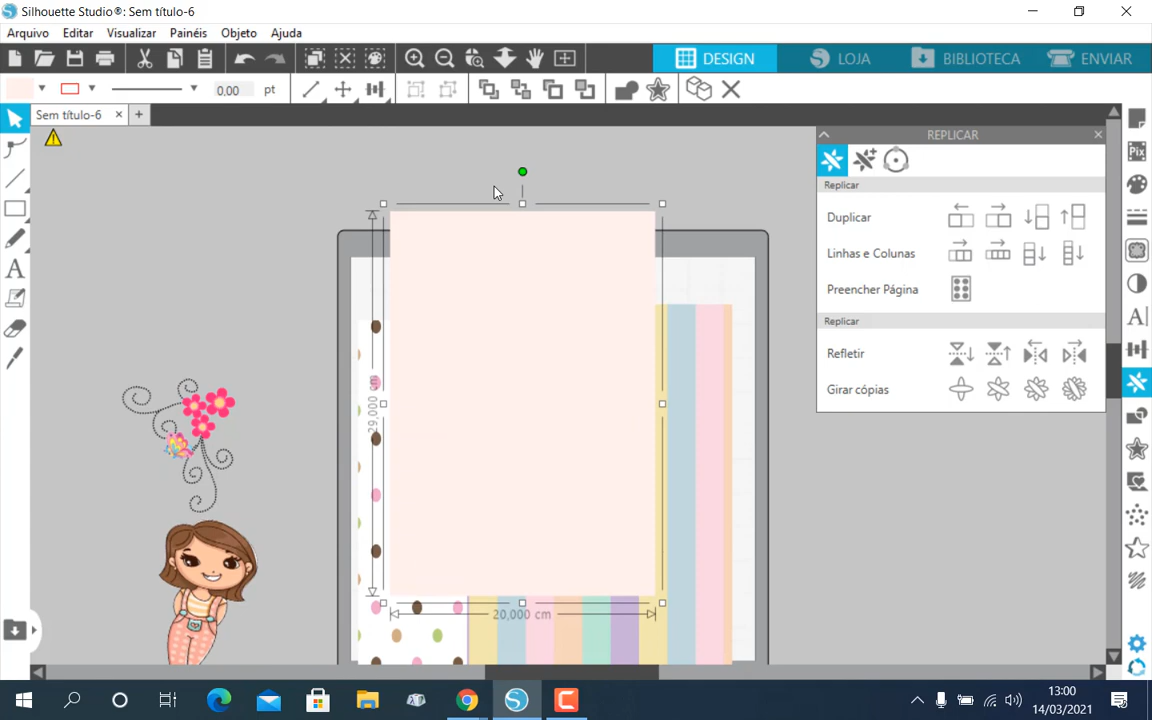 Silhouette Studio®: Sem título-6
Arquivo Editar Visualizar Painéis Objeto Ajuda
DESIGN LOJA BIBLIOTECA ENVIAR
0,00 pt
Sem título-6
REPLICAR
Pix
Replicar
Duplicar
Linhas e Colunas
Preencher Página
Replicar
Refletir
Girar cópias
29,000 cm
20,000 cm
13:00
14/03/2021